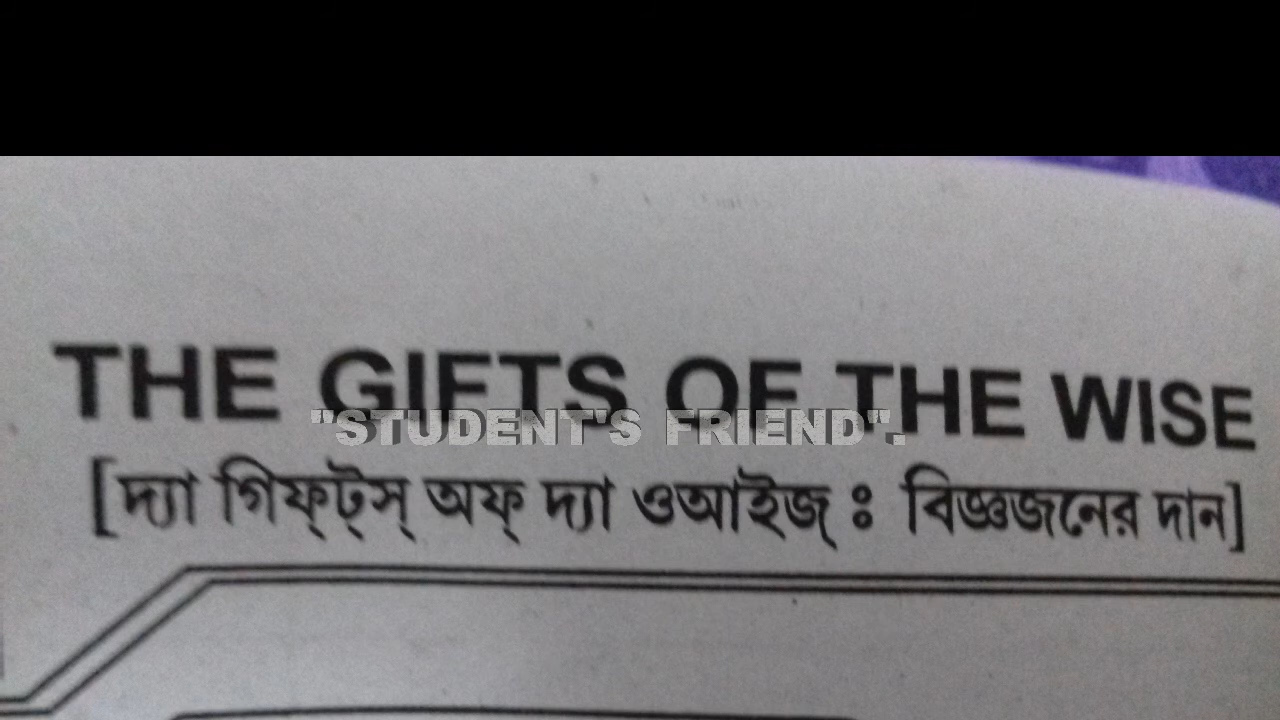 THE GIFTS OF THE WISE
"STUDENT'S FRIEND".
[দ্যা গিফ্ট্স্ অফ্ দ্যা ওআইজ্ ঃ বিজ্ঞজনের দান]